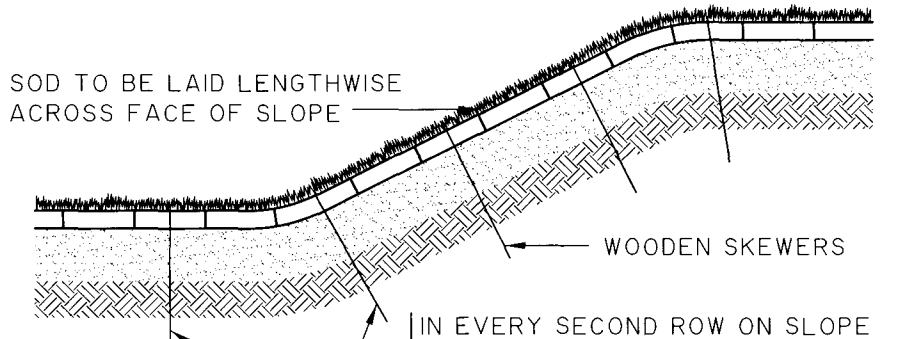 SOD TO BE LAID LENGTHWISE
ACROSS FACE OF SLOPE
WOODEN SKEWERS
IN EVERY SECOND ROW ON SLOPE